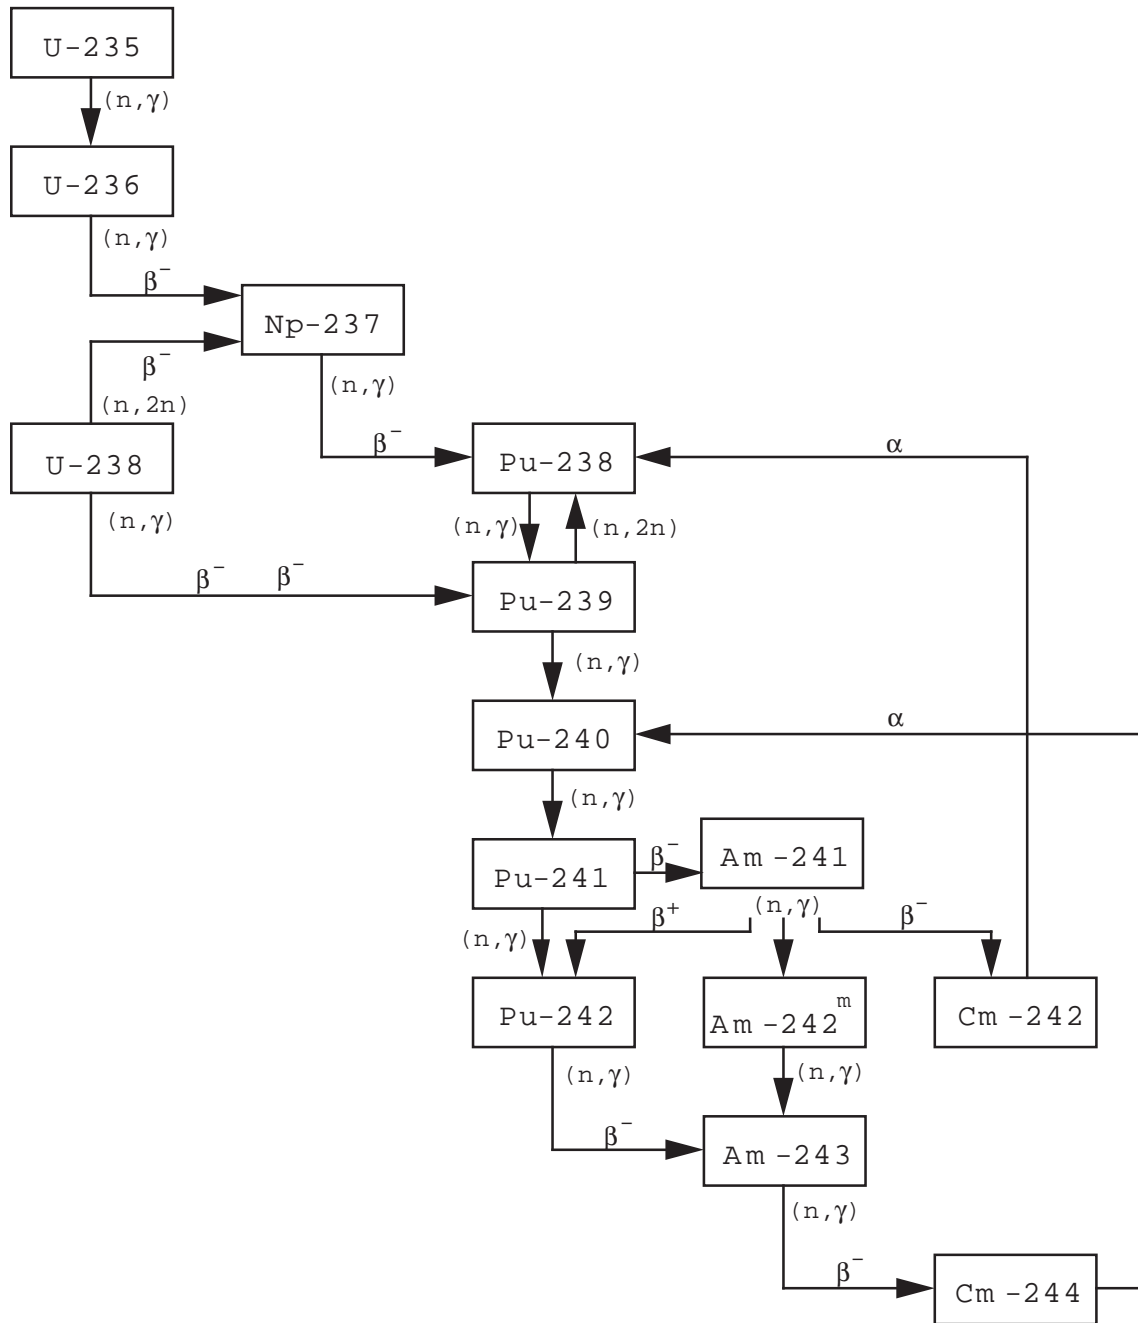 U-235
(n,γ)
U-236
(n,γ)
β⁻
Np-237
β⁻
(n,γ)
(n,2n)
U-238
β⁻
Pu-238
α
(n,γ)
(n,γ)
(n,2n)
β⁻ β⁻
Pu-239
(n,γ)
Pu-240
α
(n,γ)
Pu-241
β⁻
Am-241
(n,γ)
β⁺
(n,γ)
β⁻
Pu-242
Am-242ᵐ
Cm-242
(n,γ)
(n,γ)
β⁻
Am-243
(n,γ)
β⁻
Cm-244